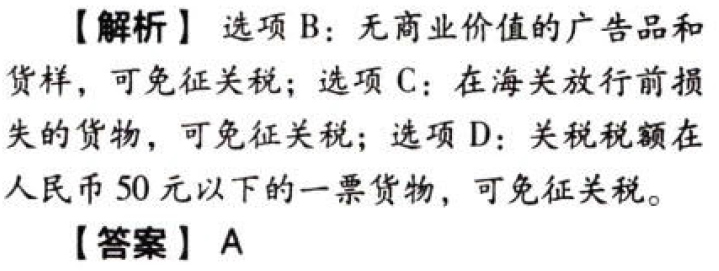 【解析】 选项 B：无商业价值的广告品和
货样，可免征关税；选项 C：在海关放行前损
失的货物，可免征关税；选项 D：关税税额在
人民币 50 元以下的一票货物，可免征关税。
【答案】 A